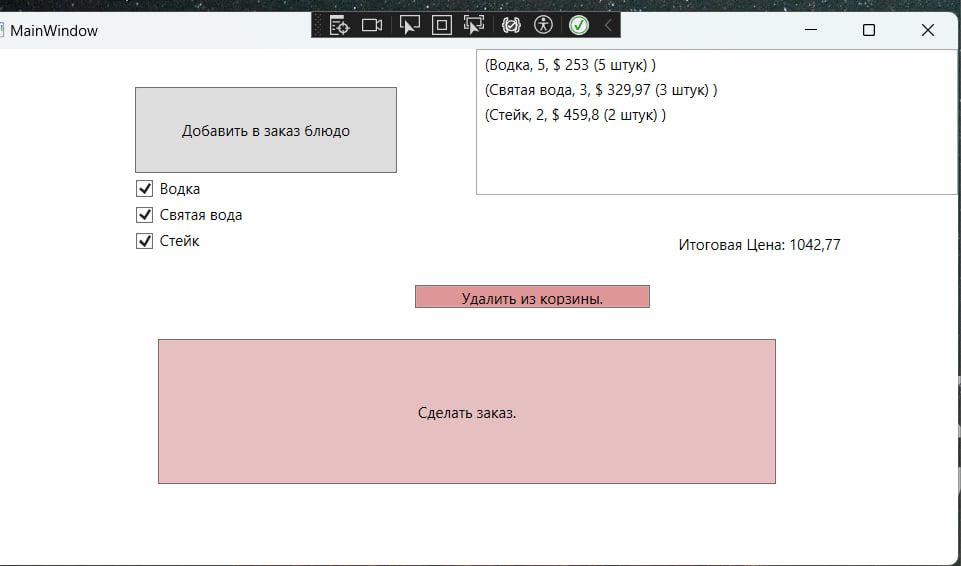 MainWindow
(Водка, 5, $ 253 (5 штук) )
(Святая вода, 3, $ 329,97 (3 штук) )
(Стейк, 2, $ 459,8 (2 штук) )
Добавить в заказ блюдо
Водка
Святая вода
Стейк
Итоговая Цена: 1042,77
Удалить из корзины.
Сделать заказ.